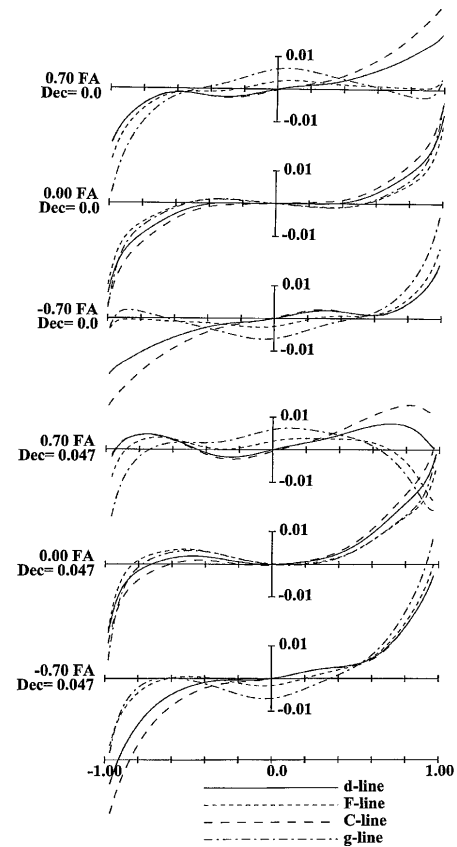 0.01
0.70 FA
Dec= 0.0
-0.01
0.01
0.00 FA
Dec= 0.0
-0.01
0.01
-0.70 FA
Dec= 0.0
-0.01
0.01
0.70 FA
Dec= 0.047
-0.01
0.01
0.00 FA
Dec= 0.047
-0.01
0.01
-0.70 FA
Dec= 0.047
-0.01
-1.00 0.0 1.00
d-line
F-line
C-line
g-line